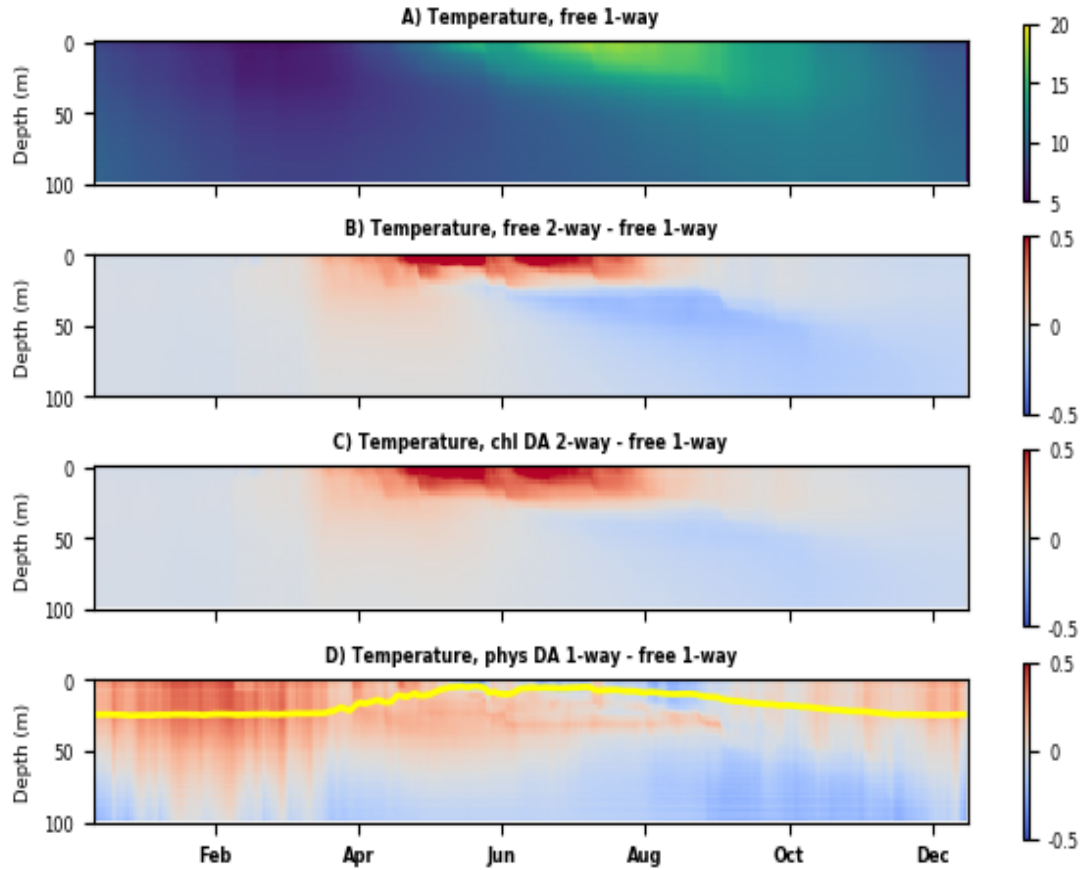 A) Temperature, free 1-way
Depth (m)
0
50
100
20
15
10
5
B) Temperature, free 2-way - free 1-way
Depth (m)
0
50
100
0.5
0
-0.5
C) Temperature, chl DA 2-way - free 1-way
Depth (m)
0
50
100
0.5
0
-0.5
D) Temperature, phys DA 1-way - free 1-way
Depth (m)
0
50
100
0.5
0
-0.5
Feb Apr Jun Aug Oct Dec